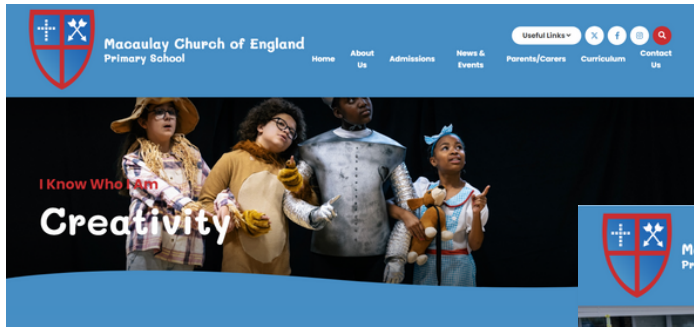 Useful Links
Macaulay Church of England
Primary School
Home
About
Us
Admissions
News &
Events
Parents/Carers
Curriculum
Contact
Us
I Know Who I Am
Creativity